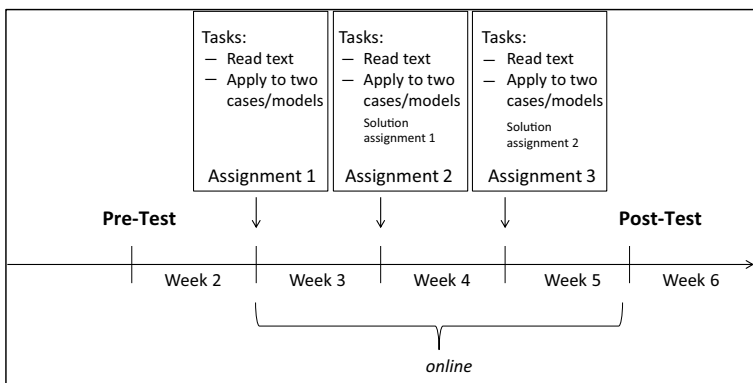 Tasks:
— Read text
— Apply to two
cases/models
Assignment 1
Tasks:
— Read text
— Apply to two
cases/models
Solution
assignment 1
Assignment 2
Tasks:
— Read text
— Apply to two
cases/models
Solution
assignment 2
Assignment 3
Pre-Test
Post-Test
Week 2
Week 3
Week 4
Week 5
Week 6
online